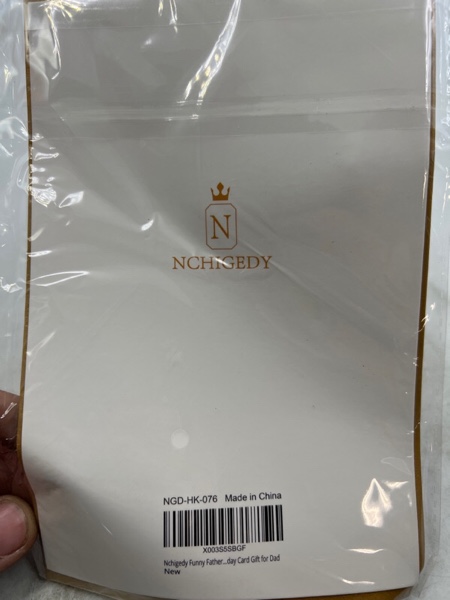 N
NCHIGEDY
NGD-HK-076 Made in China
X003S5SBGF
Nchigedy Funny Father...day Card Gift for Dad
New